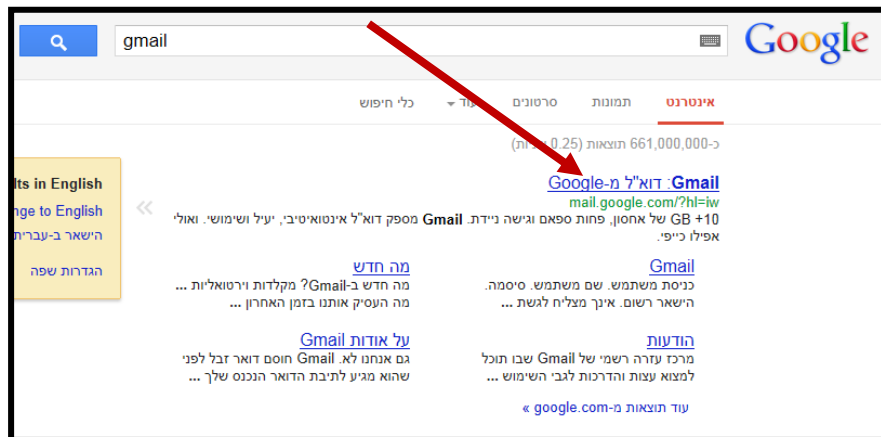 gmail
Google
אינטרנט תמונות סרטונים כלי חיפוש
כ-661,000,000 תוצאות (0.25
Gmail: דוא"ל מ-Google
mail.google.com/?hl=iw
10+ GB של אחסון, פחות ספאם וגישה ניידת. Gmail מספק דוא"ל אינטואיטיבי, יעיל ושימושי. ואולי
אפילו כייפי.
Gmail
כניסת משתמש. שם משתמש. סיסמה.
הישאר רשום. אינך מצליח לגשת ...
מה חדש
מה חדש ב-Gmail? מקלדות וירטואליות ...
מה העסיק אותנו בזמן האחרון ...
הודעות
מרכז עזרה רשמי של Gmail שבו תוכל
למצוא עצות והדרכות לגבי השימוש ...
על אודות Gmail
גם אנחנו לא. Gmail חוסם דואר זבל לפני
שהוא מגיע לתיבת הדואר הנכנס שלך ...
עוד תוצאות מ-google.com »
in English
to English
הישאר ב-עברית
הגדרות שפה